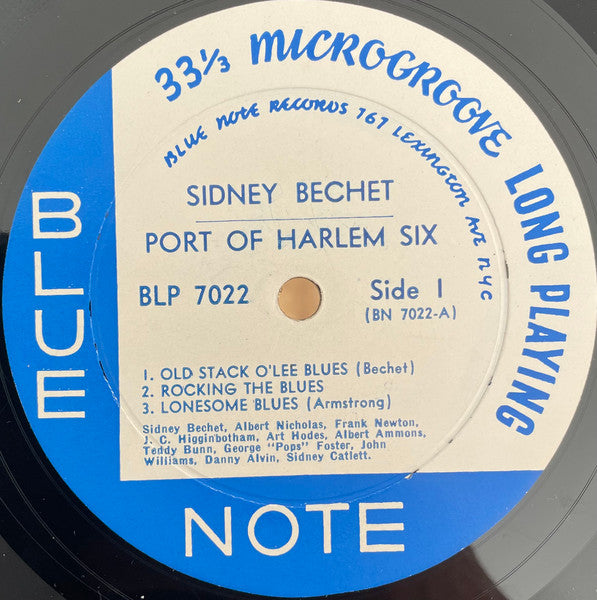 33⅓ MICROGROOVE LONG PLAYING
BLUE NOTE RECORDS 767 LEXINGTON AVE NYC
SIDNEY BECHET
PORT OF HARLEM SIX
BLP 7022 Side 1
(BN 7022-A)
1. OLD STACK O'LEE BLUES (Bechet)
2. ROCKING THE BLUES
3. LONESOME BLUES (Armstrong)
Sidney Bechet, Albert Nicholas, Frank Newton,
J. C. Higginbotham, Art Hodes, Albert Ammons,
Teddy Bunn, George "Pops" Foster, John
Williams, Danny Alvin, Sidney Catlett.
BLUE
NOTE